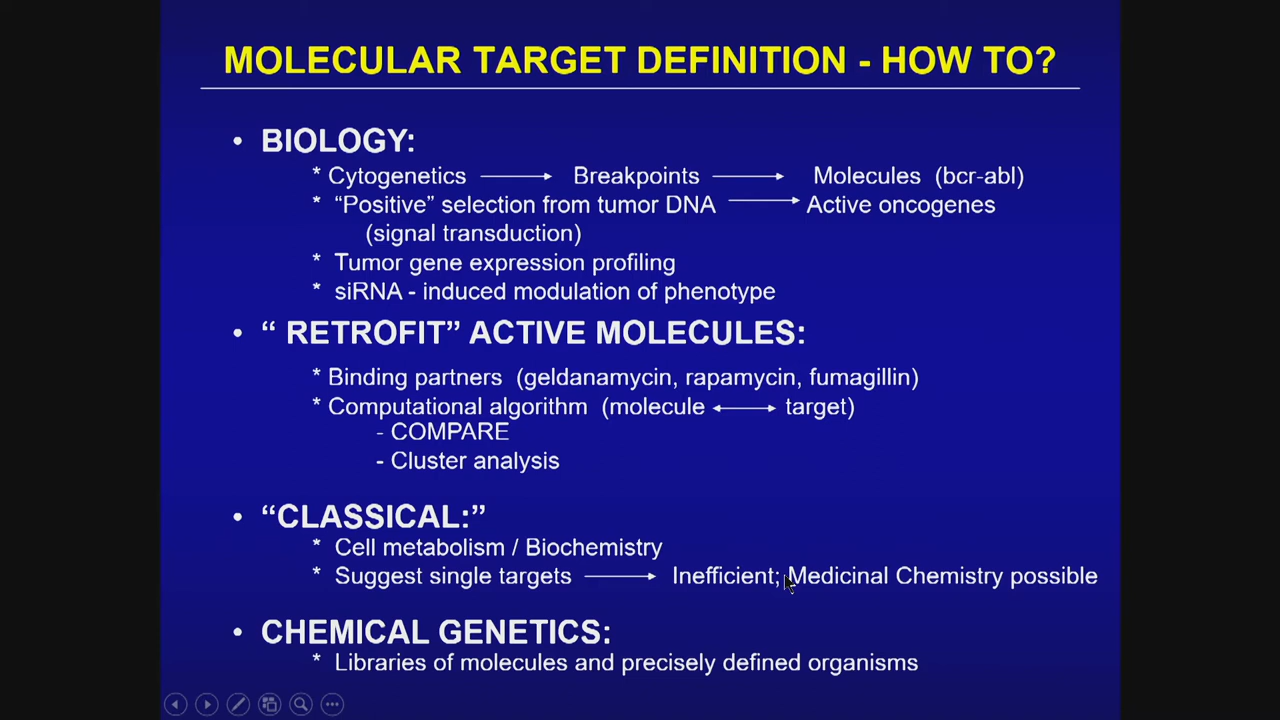 MOLECULAR TARGET DEFINITION - HOW TO?
• BIOLOGY:
* Cytogenetics → Breakpoints → Molecules (bcr-abl)
* “Positive” selection from tumor DNA → Active oncogenes
(signal transduction)
* Tumor gene expression profiling
* siRNA - induced modulation of phenotype
• “ RETROFIT” ACTIVE MOLECULES:
* Binding partners (geldanamycin, rapamycin, fumagillin)
* Computational algorithm (molecule ↔ target)
- COMPARE
- Cluster analysis
• “CLASSICAL:”
* Cell metabolism / Biochemistry
* Suggest single targets → Inefficient; Medicinal Chemistry possible
• CHEMICAL GENETICS:
* Libraries of molecules and precisely defined organisms